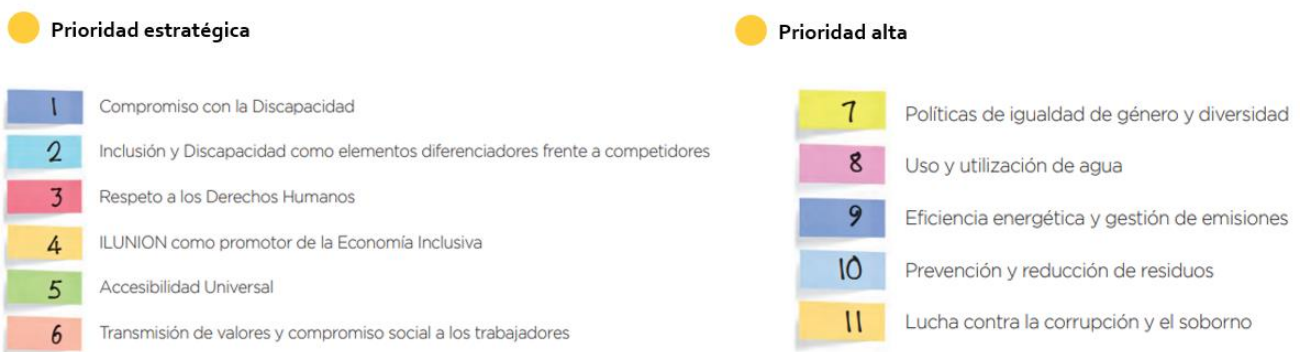 Prioridad estratégica
1 Compromiso con la Discapacidad
2 Inclusión y Discapacidad como elementos diferenciadores frente a competidores
3 Respeto a los Derechos Humanos
4 ILUNION como promotor de la Economía Inclusiva
5 Accesibilidad Universal
6 Transmisión de valores y compromiso social a los trabajadores
Prioridad alta
7 Políticas de igualdad de género y diversidad
8 Uso y utilización de agua
9 Eficiencia energética y gestión de emisiones
10 Prevención y reducción de residuos
11 Lucha contra la corrupción y el soborno